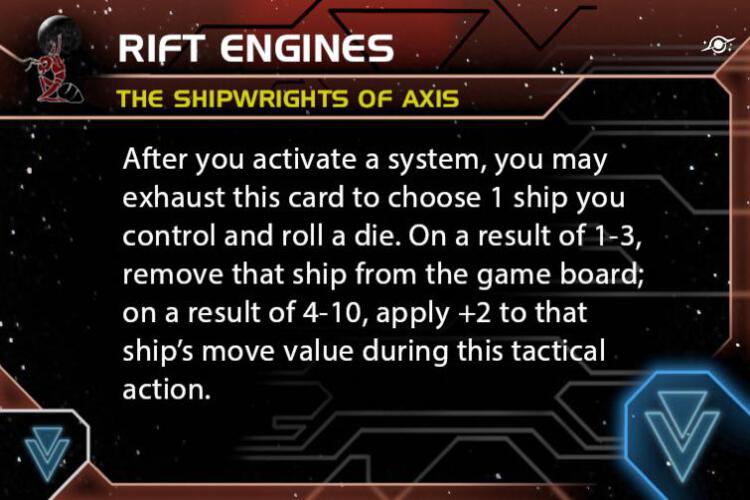 RIFT ENGINES
THE SHIPWRIGHTS OF AXIS
After you activate a system, you may
exhaust this card to choose 1 ship you
control and roll a die. On a result of 1-3,
remove that ship from the game board;
on a result of 4-10, apply +2 to that
ship’s move value during this tactical
action.